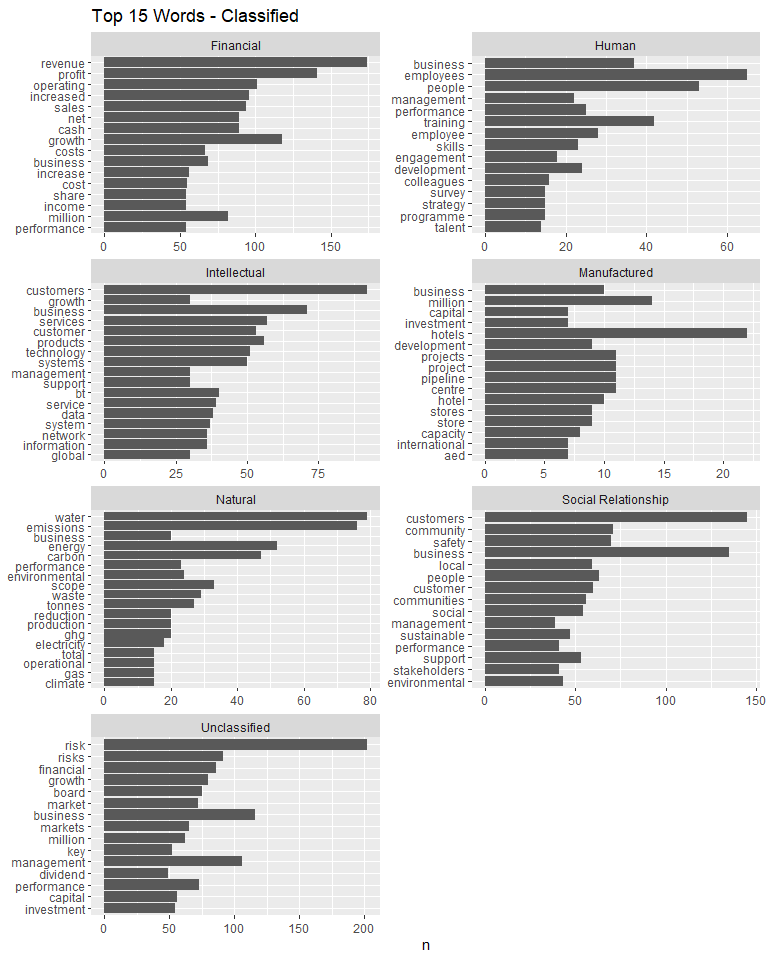 Top 15 Words - Classified
Financial
revenue
profit
operating
increased
sales
net
cash
growth
costs
business
increase
cost
share
income
million
performance
0 50 100 150
Human
business
employees
people
management
performance
training
employee
skills
engagement
development
colleagues
survey
strategy
programme
talent
0 20 40 60
Intellectual
customers
growth
business
services
customer
products
technology
systems
management
support
bt
service
data
system
network
information
global
0 25 50 75
Manufactured
business
million
capital
investment
hotels
development
projects
project
pipeline
centre
hotel
stores
store
capacity
international
aed
0 5 10 15 20
Natural
water
emissions
business
energy
carbon
performance
environmental
scope
waste
tonnes
reduction
production
ghg
electricity
total
operational
gas
climate
0 20 40 60 80
Social Relationship
customers
community
safety
business
local
people
customer
communities
social
management
sustainable
performance
support
stakeholders
environmental
0 50 100 150
Unclassified
risk
risks
financial
growth
board
market
business
markets
million
key
management
dividend
performance
capital
investment
0 50 100 150 200
n